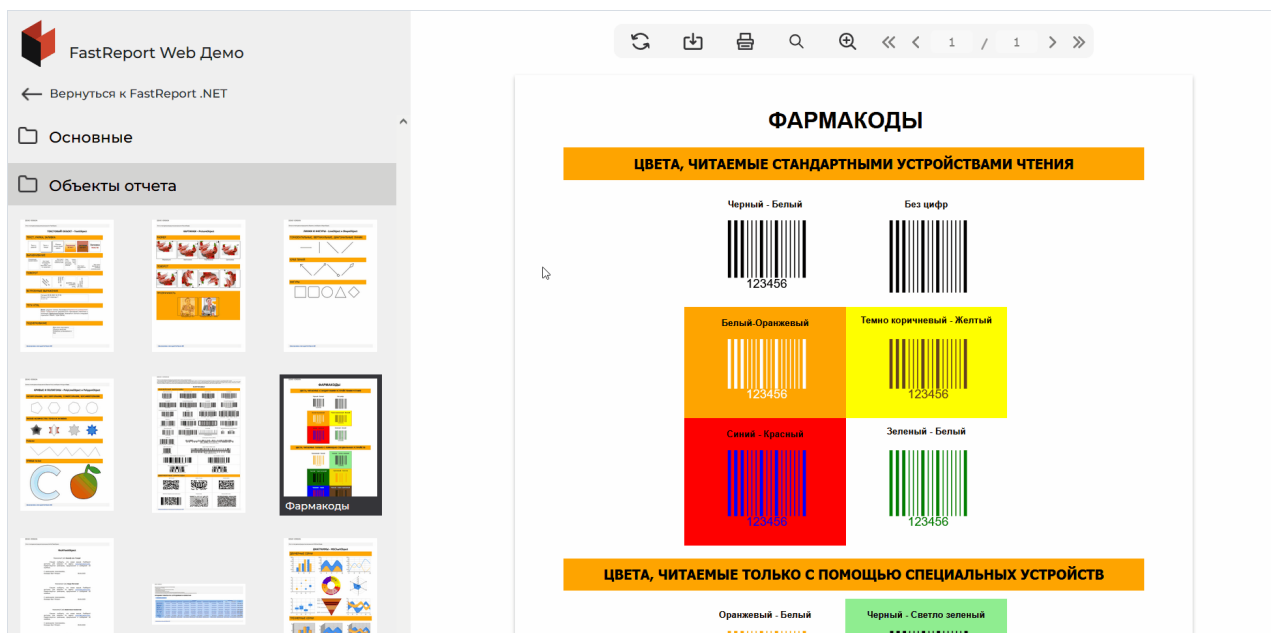 FastReport Web Демо
Вернуться к FastReport .NET
Основные
Объекты отчета
Фармакоды
1 / 1
ФАРМАКОДЫ
ЦВЕТА, ЧИТАЕМЫЕ СТАНДАРТНЫМИ УСТРОЙСТВАМИ ЧТЕНИЯ
Черный - Белый
Без цифр
123456
Белый-Оранжевый
Темно коричневый - Желтый
123456
123456
Синий - Красный
Зеленый - Белый
123456
123456
ЦВЕТА, ЧИТАЕМЫЕ ТОЛЬКО С ПОМОЩЬЮ СПЕЦИАЛЬНЫХ УСТРОЙСТВ
Оранжевый - Белый
Черный - Светло зеленый